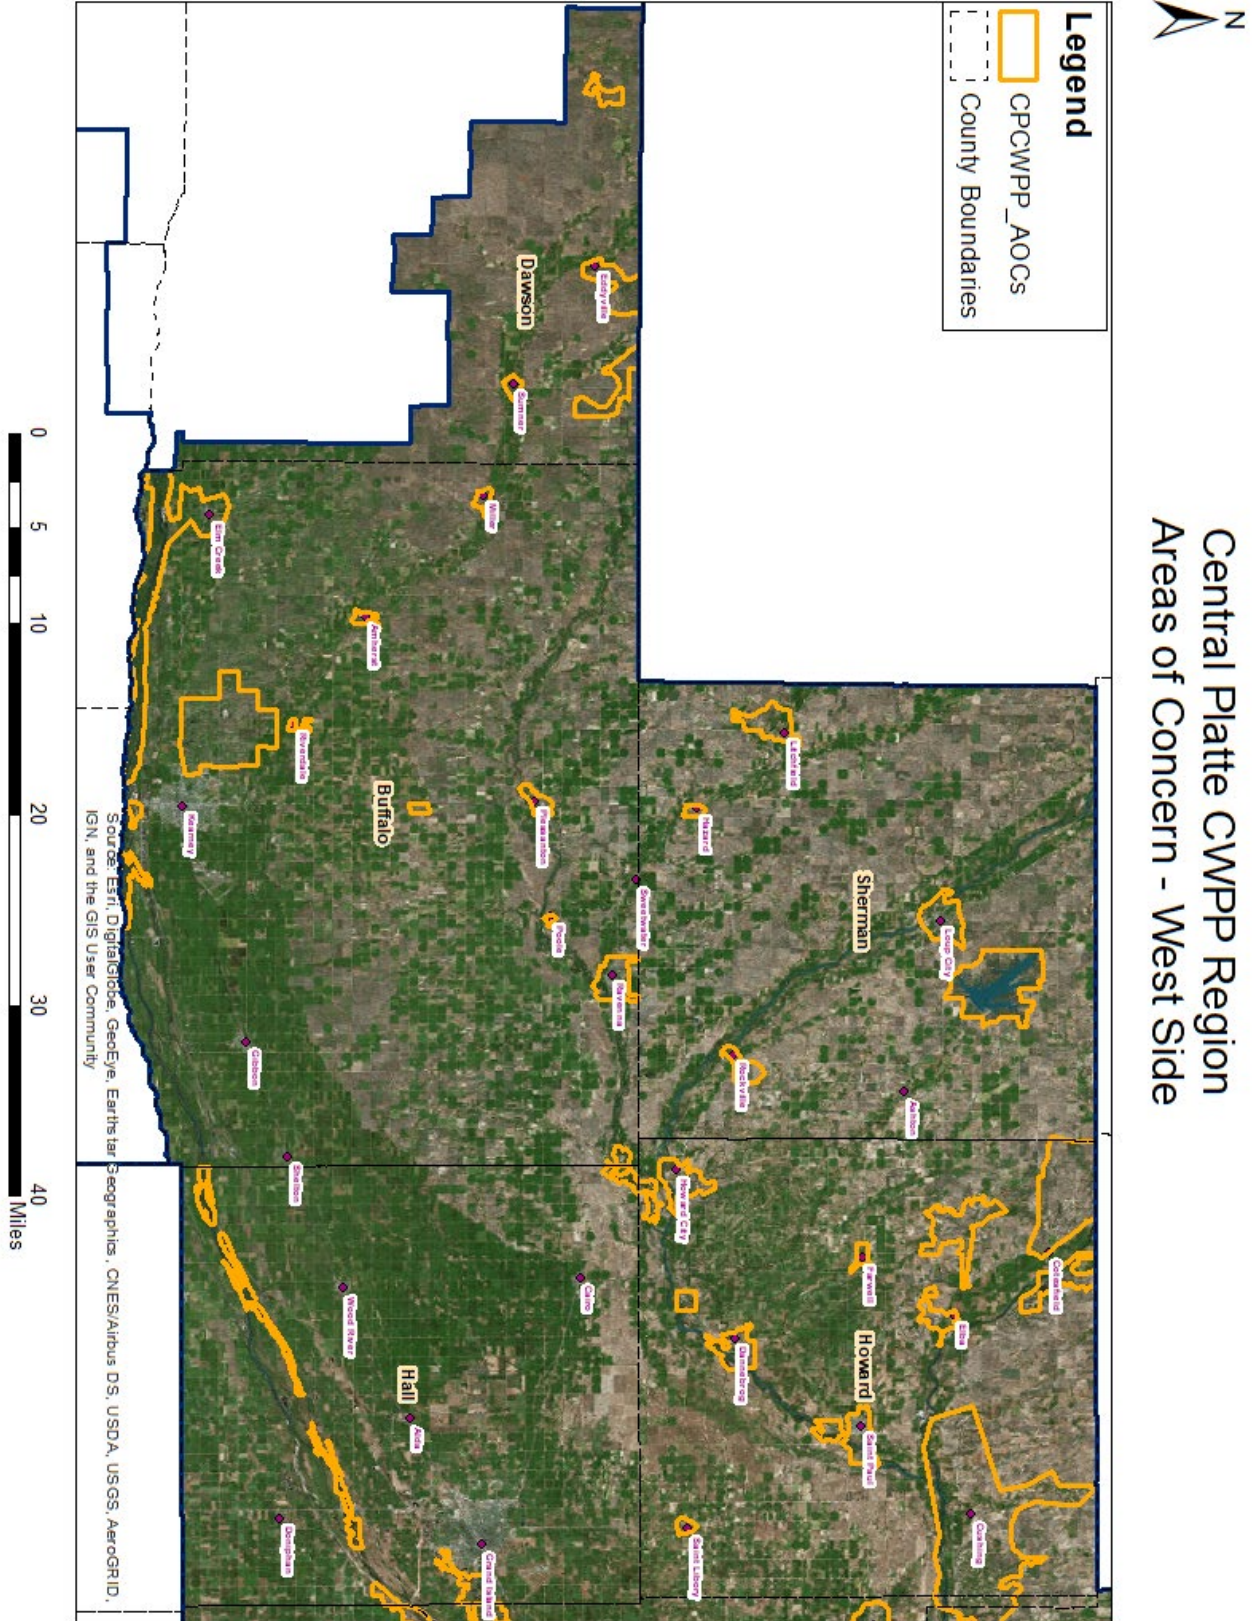 Central Platte CWPP Region
Areas of Concern - West Side
N
Legend
CPCWPP_AOCs
County Boundaries
Dawson
Eddyville
Sumner
Miller
Elm Creek
Amherst
Riverdale
Kearney
Buffalo
Pleasanton
Poole
Sweetwater
Ravenna
Gibbon
Shelton
Litchfield
Hazard
Sherman
Loup City
Rockville
Ashton
Howard City
Farwell
Cotesfield
Elba
Dannebrog
Howard
Saint Paul
Cushing
Saint Libory
Cairo
Wood River
Hall
Alda
Doniphan
Grand Island
Source: Esri, DigitalGlobe, GeoEye, Earthstar Geographics, CNES/Airbus DS, USDA, USGS, AeroGRID,
IGN, and the GIS User Community
0 5 10 20 30 40
Miles